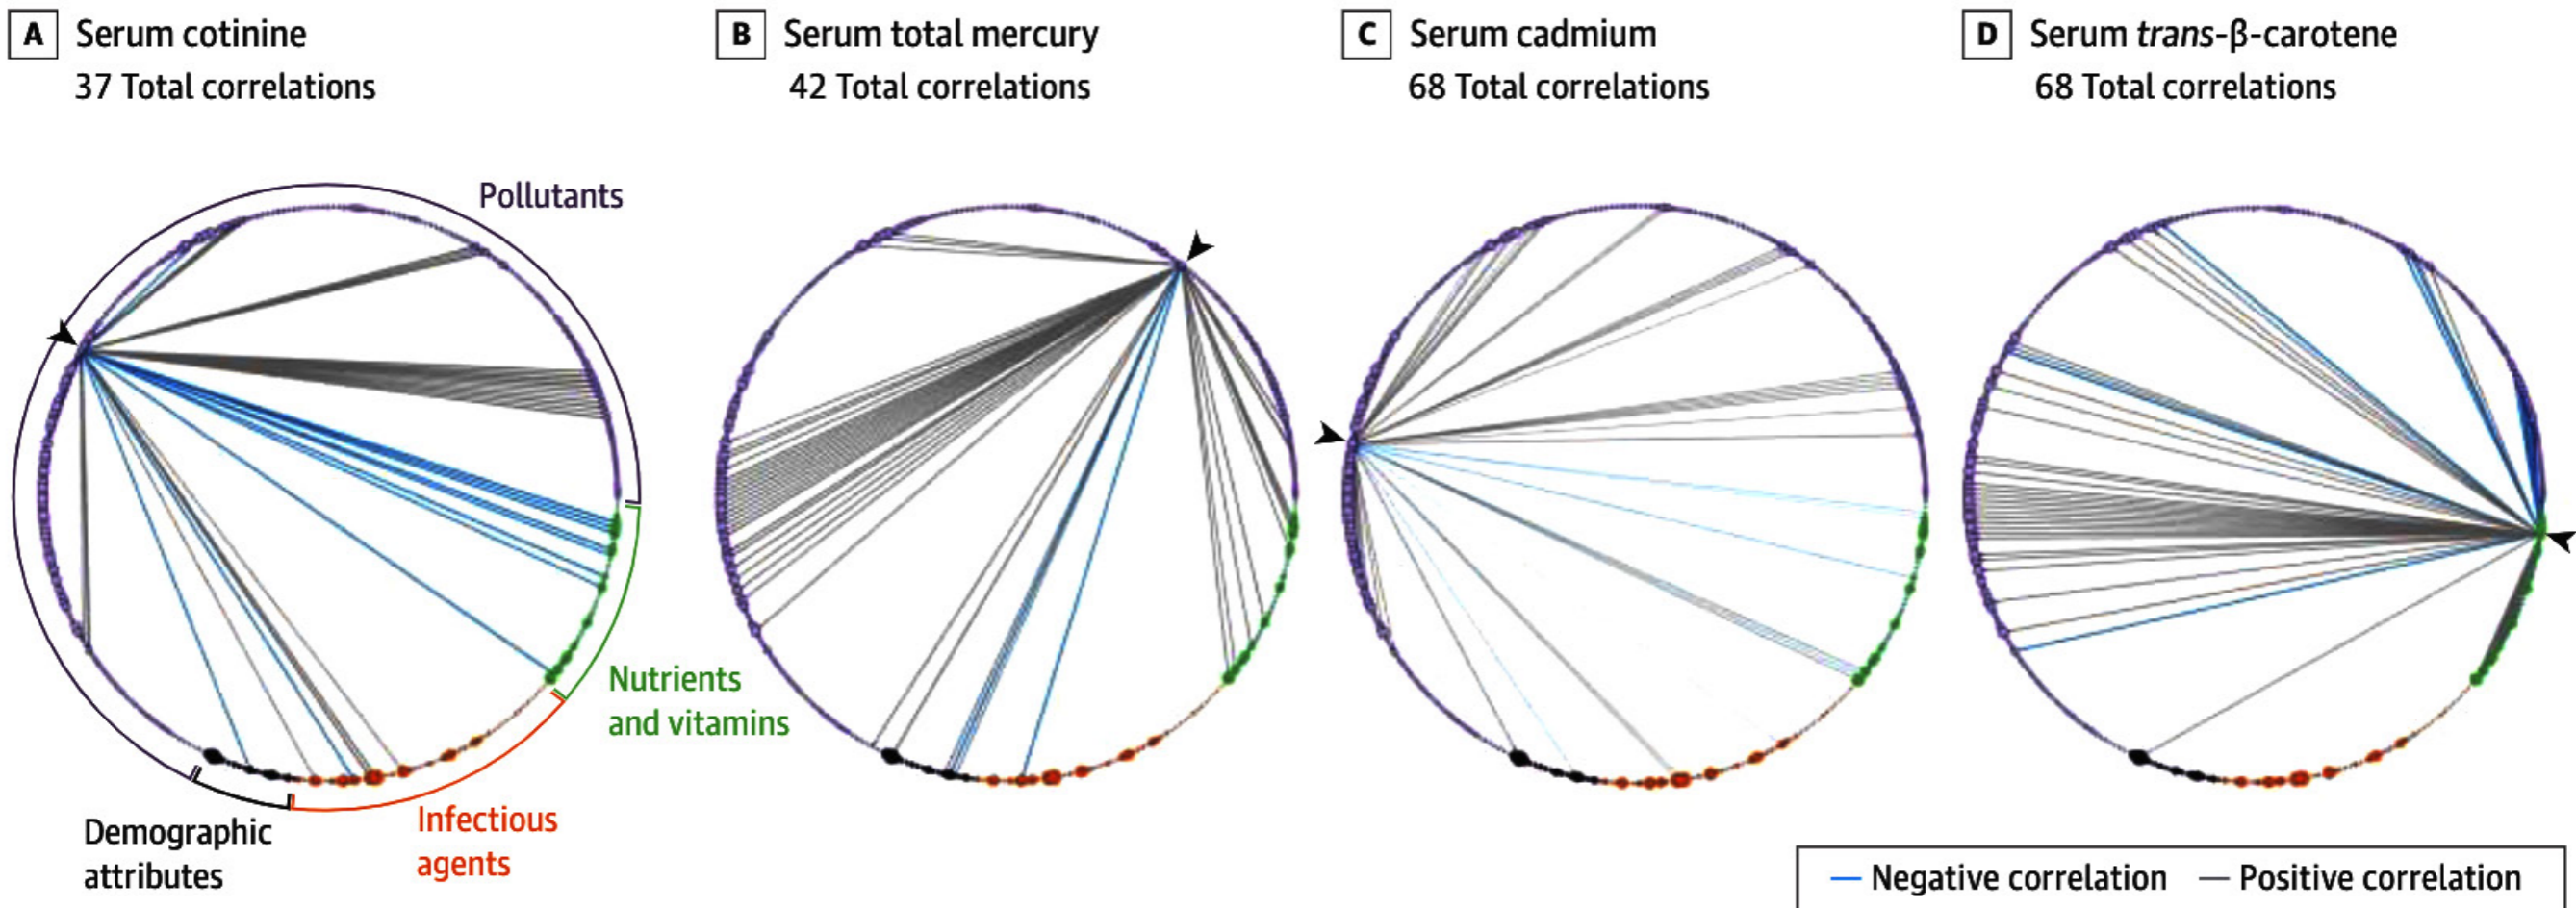 A Serum cotinine
37 Total correlations
B Serum total mercury
42 Total correlations
C Serum cadmium
68 Total correlations
D Serum trans-β-carotene
68 Total correlations
Pollutants
Nutrients
and vitamins
Infectious
agents
Demographic
attributes
Negative correlation
Positive correlation